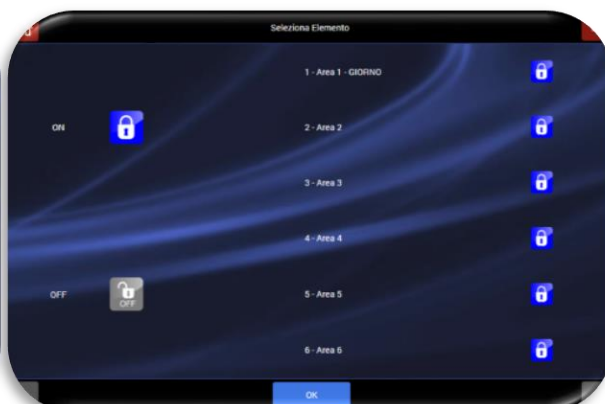 Seleziona Elemento
1 - Area 1 - GIORNO
ON
2 - Area 2
3 - Area 3
4 - Area 4
OFF
OFF
5 - Area 5
6 - Area 6
OK